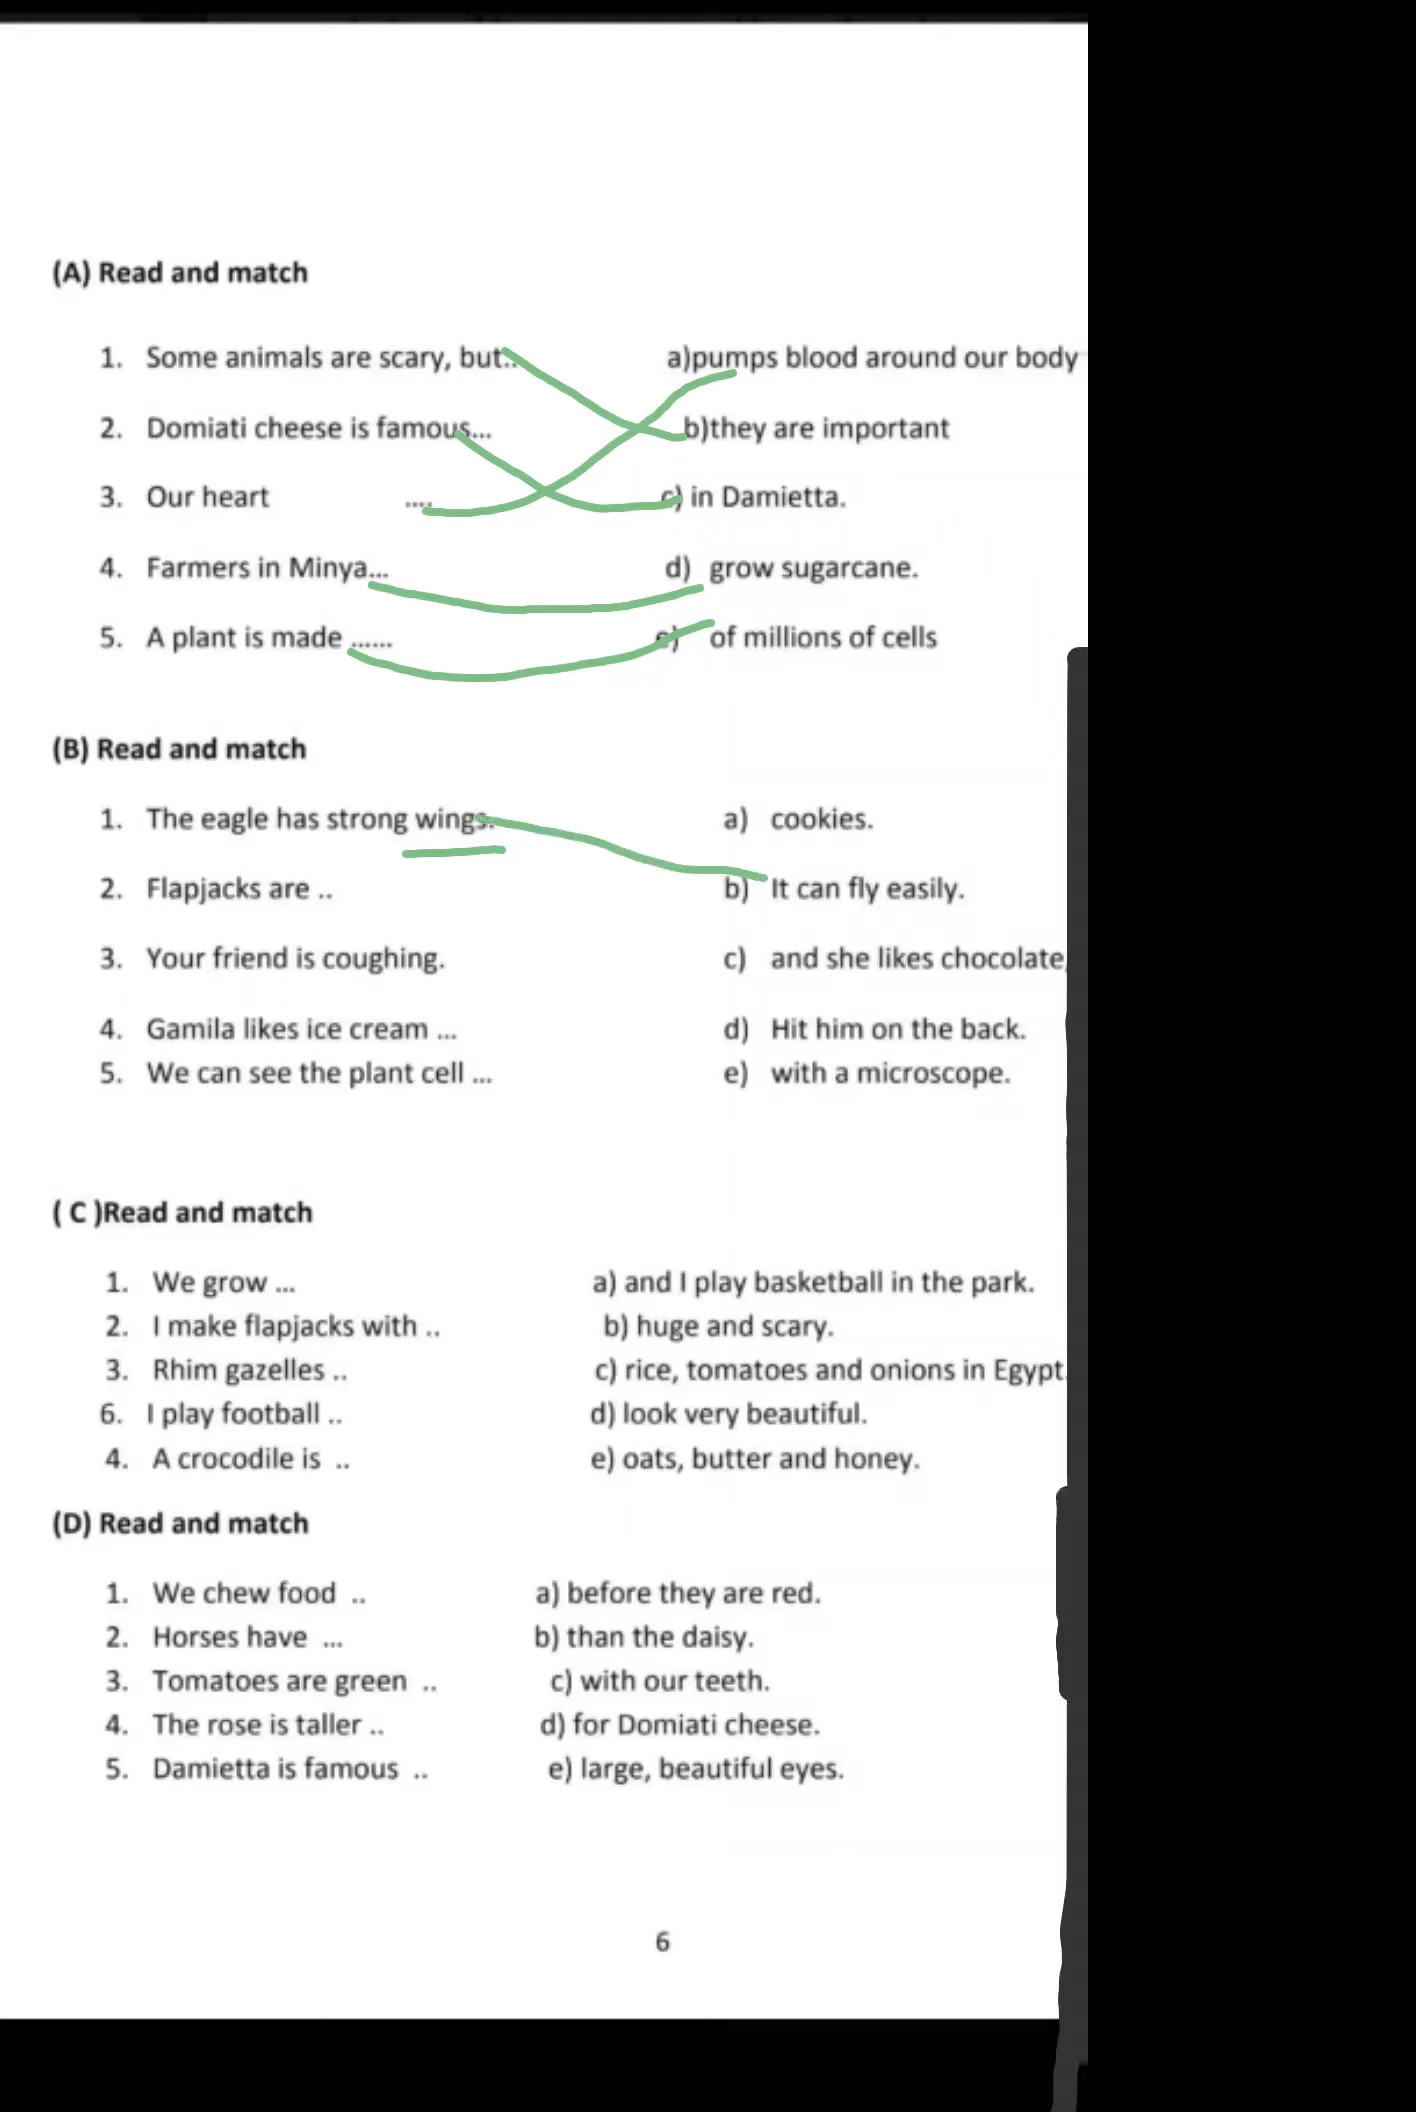 (A) Read and match
1. Some animals are scary, but.. a)pumps blood around our body
2. Domiati cheese is famous... b)they are important
3. Our heart .... c) in Damietta.
4. Farmers in Minya... d) grow sugarcane.
5. A plant is made ...... e) of millions of cells
(B) Read and match
1. The eagle has strong wings. a) cookies.
2. Flapjacks are .. b) It can fly easily.
3. Your friend is coughing. c) and she likes chocolate,
4. Gamila likes ice cream ... d) Hit him on the back.
5. We can see the plant cell ... e) with a microscope.
( C )Read and match
1. We grow ... a) and I play basketball in the park.
2. I make flapjacks with .. b) huge and scary.
3. Rhim gazelles .. c) rice, tomatoes and onions in Egypt.
6. I play football .. d) look very beautiful.
4. A crocodile is .. e) oats, butter and honey.
(D) Read and match
1. We chew food .. a) before they are red.
2. Horses have ... b) than the daisy.
3. Tomatoes are green .. c) with our teeth.
4. The rose is taller .. d) for Domiati cheese.
5. Damietta is famous .. e) large, beautiful eyes.
6